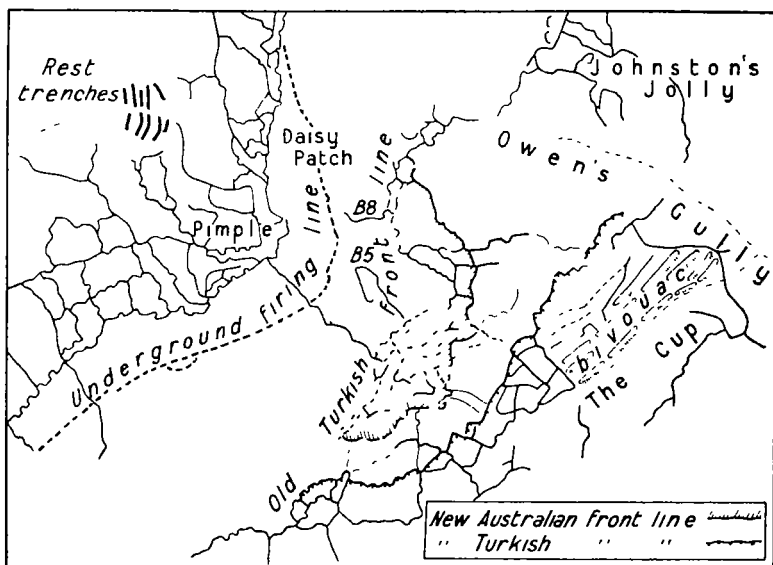 Rest
trenches
Johnston's
Jolly
Daisy
Patch
Owen's Gully
Pimple
B8
B5
Underground firing line
Old Turkish front line
bivouac
The Cup
New Australian front line
" Turkish " "